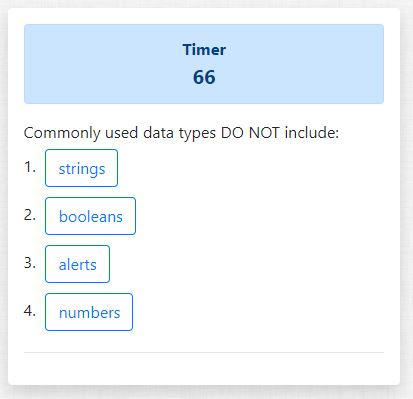 Timer
66
Commonly used data types DO NOT include:
1. strings
2. booleans
3. alerts
4. numbers